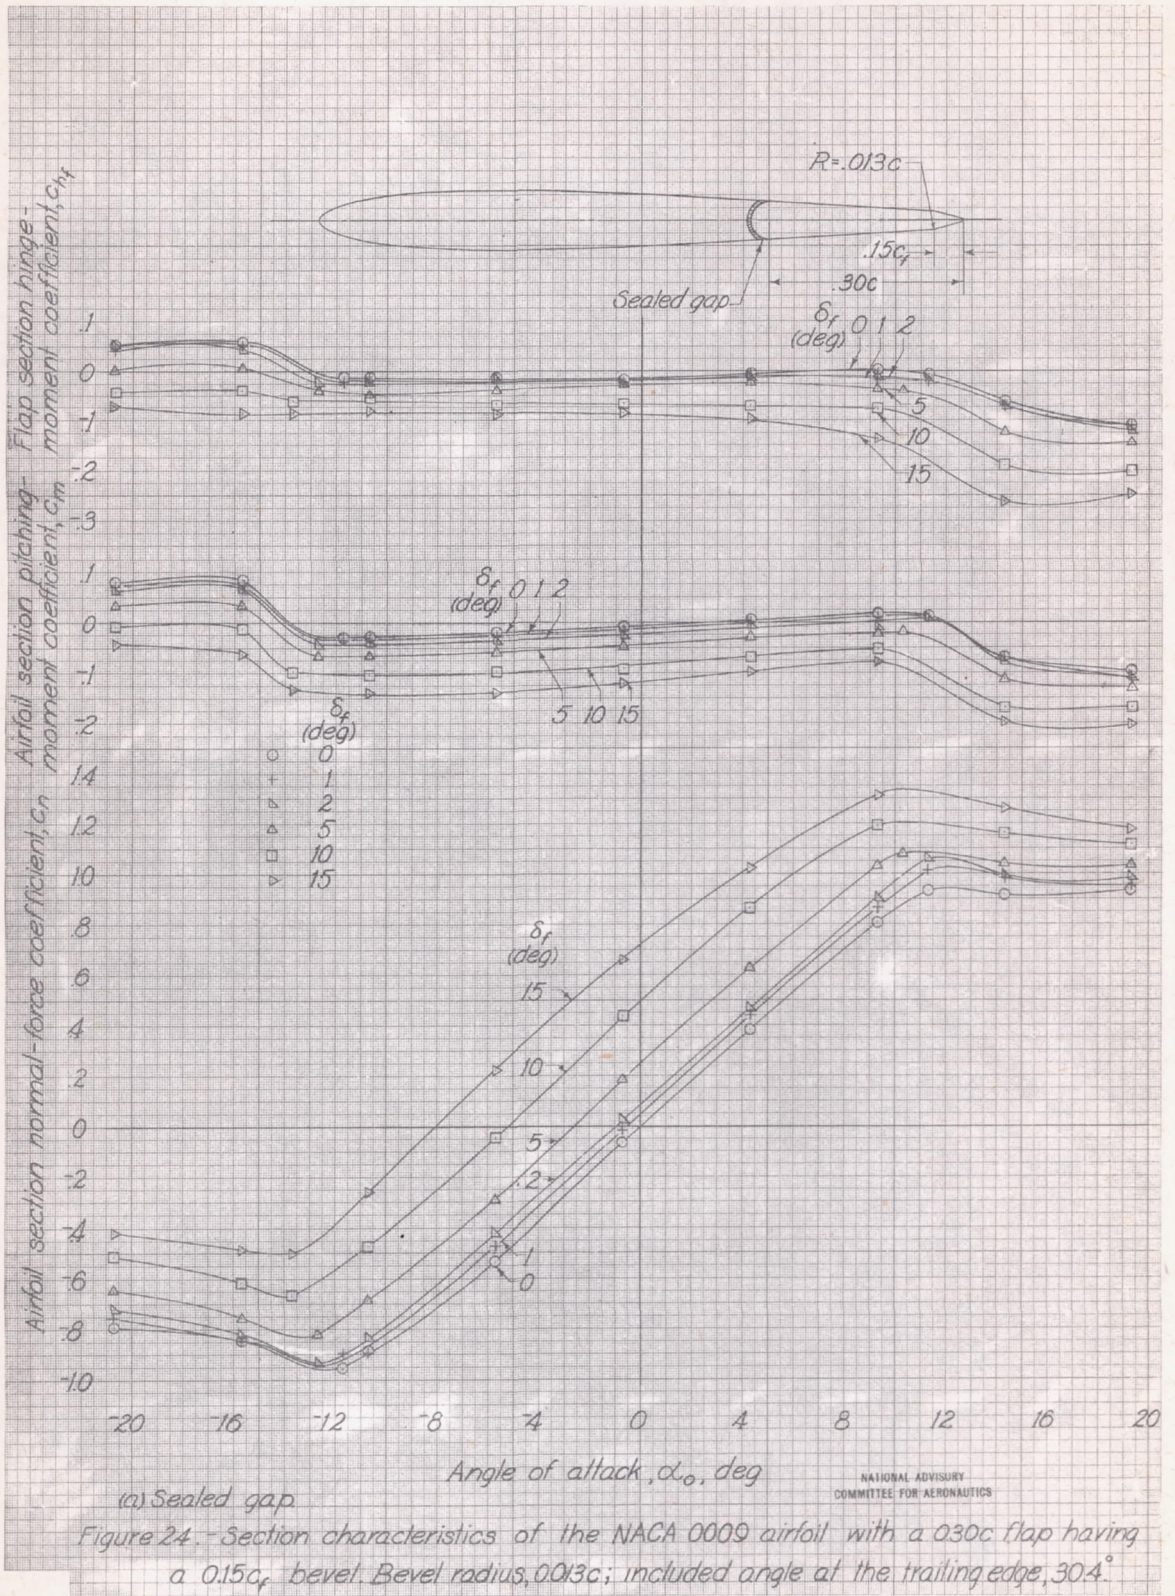 R=.013c
.15cf
.30c
Sealed gap
Flap section hinge-
moment coefficient, chf
.1
0
.1
-.2
-.3
δf
(deg)
0 1 2
5
10
15
Airfoil section pitching-
moment coefficient, cm
.1
0
-.1
-.2
δf
(deg)
0 1 2
5 10 15
δf
(deg)
0
1
2
5
10
15
Airfoil section normal-force coefficient, cn
1.4
1.2
1.0
.8
.6
.4
.2
0
-.2
-.4
-.6
-.8
-1.0
δf
(deg)
15
10
5
2
1
0
-20 -16 -12 -8 -4 0 4 8 12 16 20
Angle of attack, αo, deg
NATIONAL ADVISORY
COMMITTEE FOR AERONAUTICS
(a) Sealed gap.
Figure 24.- Section characteristics of the NACA 0009 airfoil with a 0.30c flap having
a 0.15cf bevel. Bevel radius, 0.013c; included angle at the trailing edge, 30.4°.